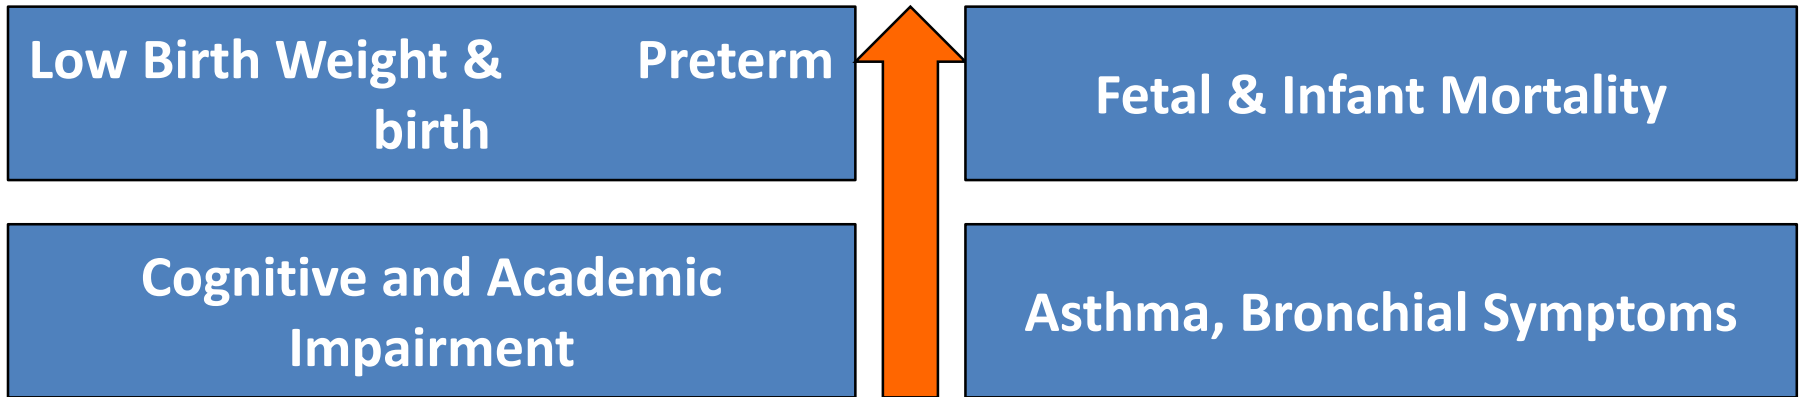 Low Birth Weight & Preterm
birth
Fetal & Infant Mortality
Cognitive and Academic
Impairment
Asthma, Bronchial Symptoms